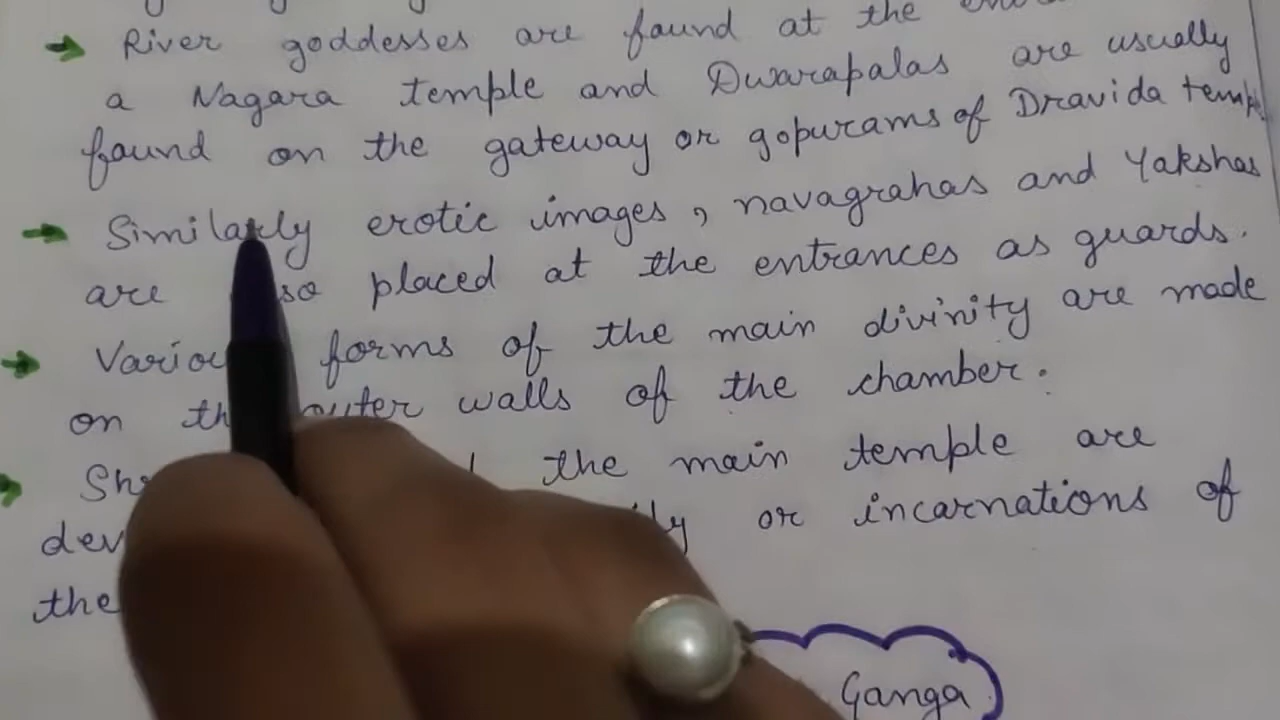 → River goddesses are found at the
a Nagara temple and Dwarapalas are usually
found on the gateway or gopurams of Dravida
→ Similarly erotic images, navagrahas and Yakshas
are placed at the entrances as guards.
→ forms of the main divinity are made
on outer walls of the chamber.
→ the main temple are
or incarnations of
the
Ganga